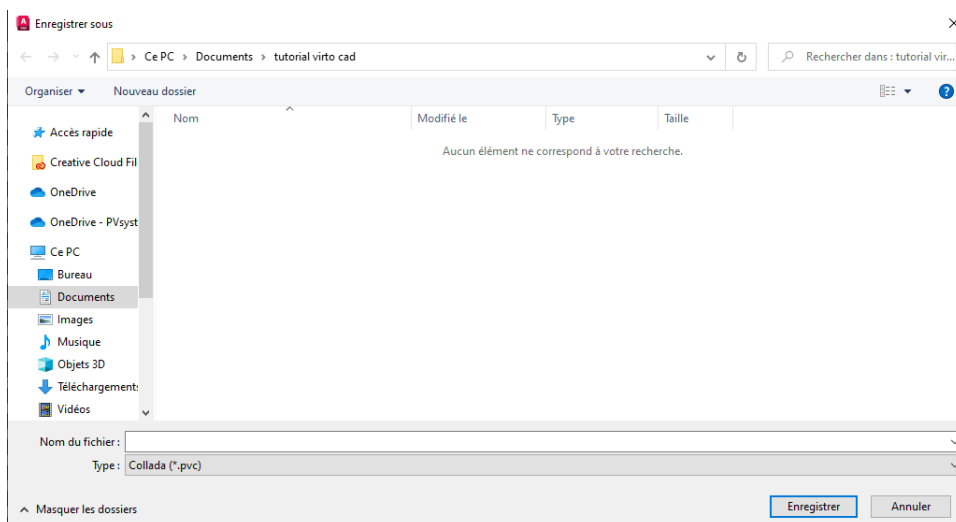 Enregistrer sous
Ce PC > Documents > tutorial virto cad
Rechercher dans : tutorial vir...
Organiser Nouveau dossier
Nom Modifié le Type Taille
Aucun élément ne correspond à votre recherche.
Accès rapide
Creative Cloud Fil
OneDrive
OneDrive - PVsyst
Ce PC
Bureau
Documents
Images
Musique
Objets 3D
Téléchargements
Vidéos
Nom du fichier :
Type : Collada (*.pvc)
Masquer les dossiers
Enregistrer Annuler